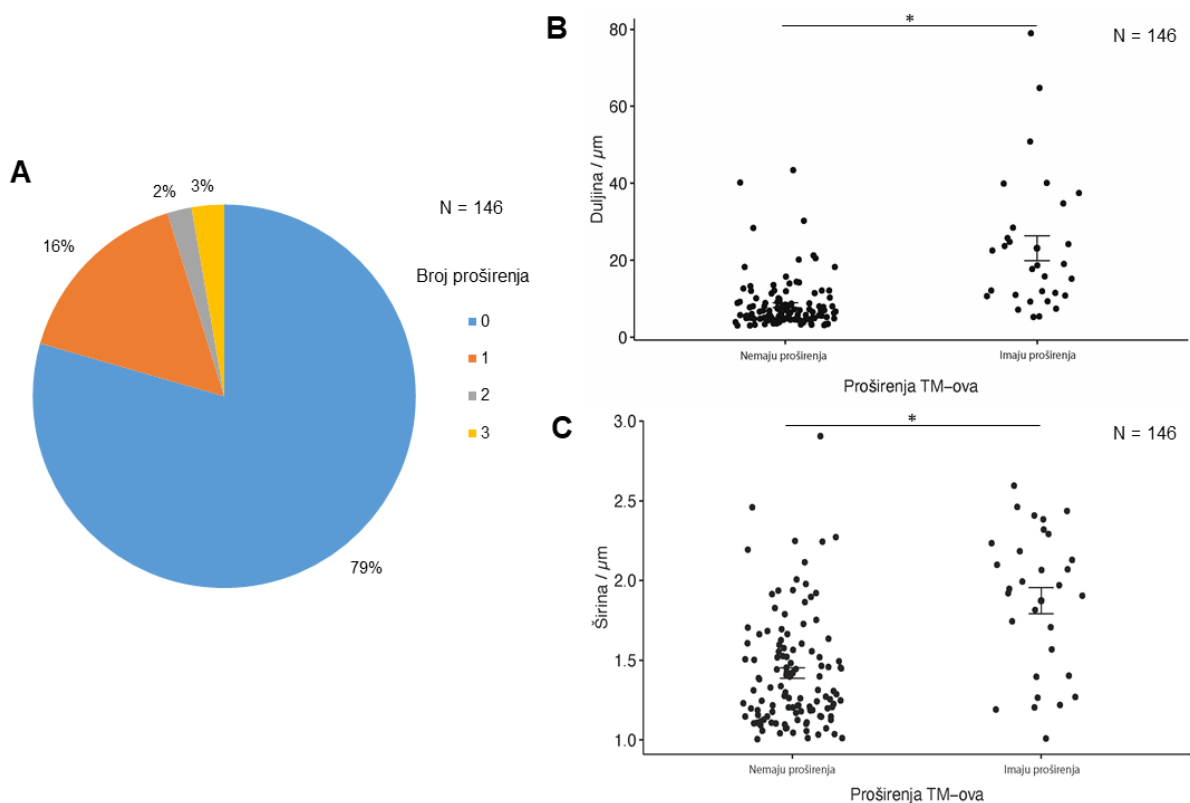 A
N = 146
2%
3%
16%
79%
Broj proširenja
0
1
2
3
B
*
N = 146
80
60
40
20
0
Duljina / µm
Nemaju proširenja
Imaju proširenja
Proširenja TM–ova
C
*
N = 146
3.0
2.5
2.0
1.5
1.0
Širina / µm
Nemaju proširenja
Imaju proširenja
Proširenja TM–ova